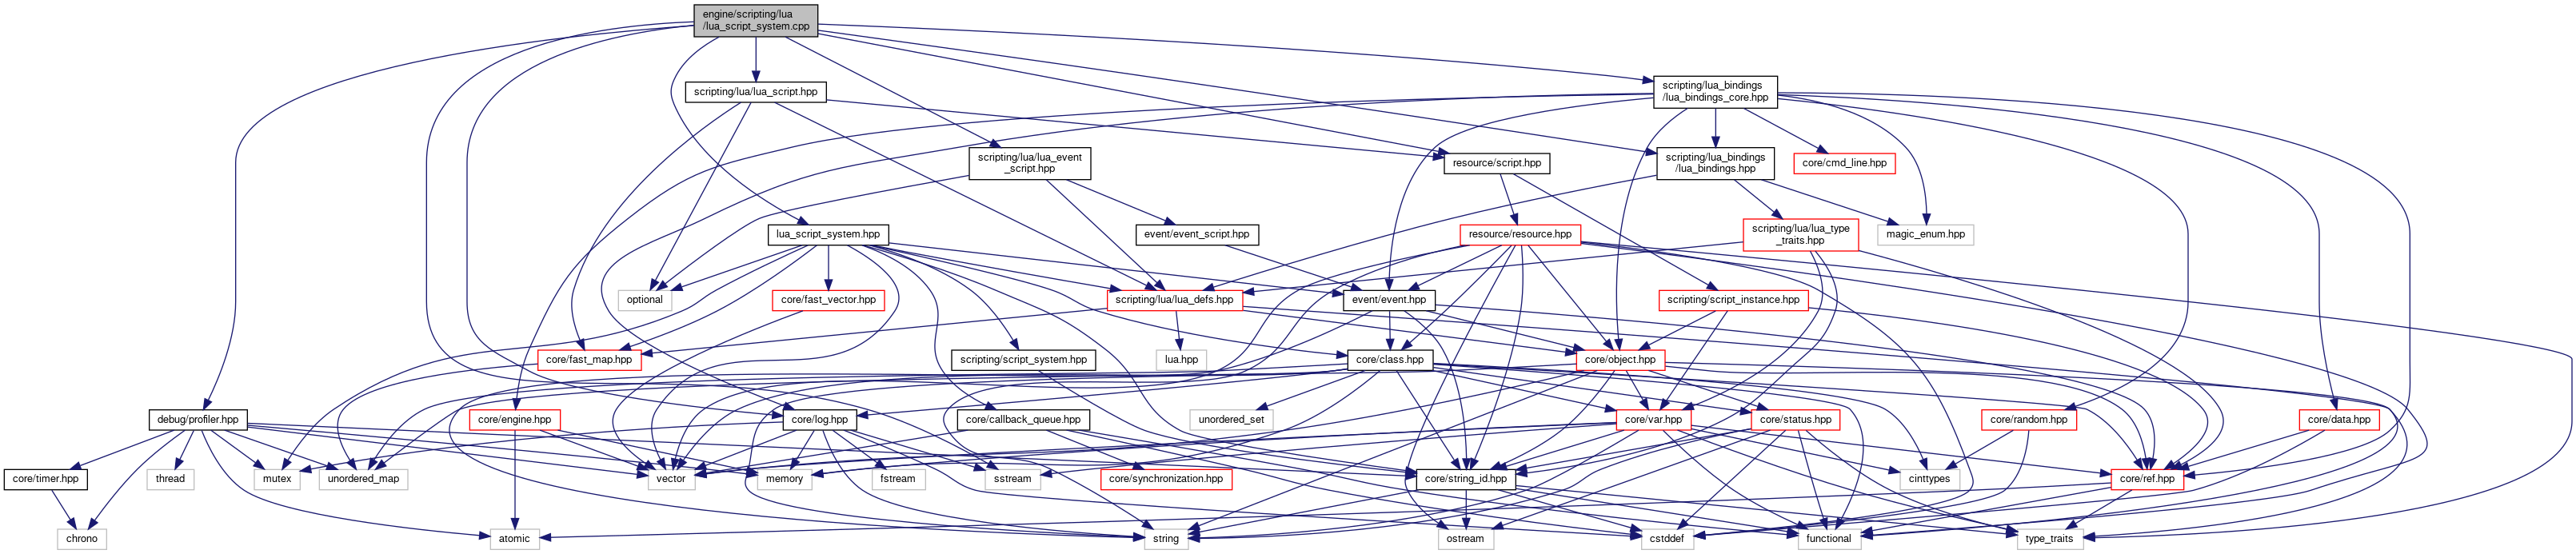 engine/scripting/lua
/lua_script_system.cpp
scripting/lua/lua_script.hpp
scripting/lua_bindings
/lua_bindings_core.hpp
scripting/lua/lua_event
_script.hpp
resource/script.hpp
scripting/lua_bindings
/lua_bindings.hpp
core/cmd_line.hpp
lua_script_system.hpp
event/event_script.hpp
resource/resource.hpp
scripting/lua/lua_type
_traits.hpp
magic_enum.hpp
optional
core/fast_vector.hpp
scripting/lua/lua_defs.hpp
event/event.hpp
scripting/script_instance.hpp
core/fast_map.hpp
scripting/script_system.hpp
lua.hpp
core/class.hpp
core/object.hpp
debug/profiler.hpp
core/engine.hpp
core/log.hpp
core/callback_queue.hpp
unordered_set
core/var.hpp
core/status.hpp
core/random.hpp
core/data.hpp
core/timer.hpp
thread
mutex
unordered_map
vector
memory
fstream
sstream
core/synchronization.hpp
core/string_id.hpp
cinttypes
core/ref.hpp
chrono
atomic
string
ostream
cstddef
functional
type_traits